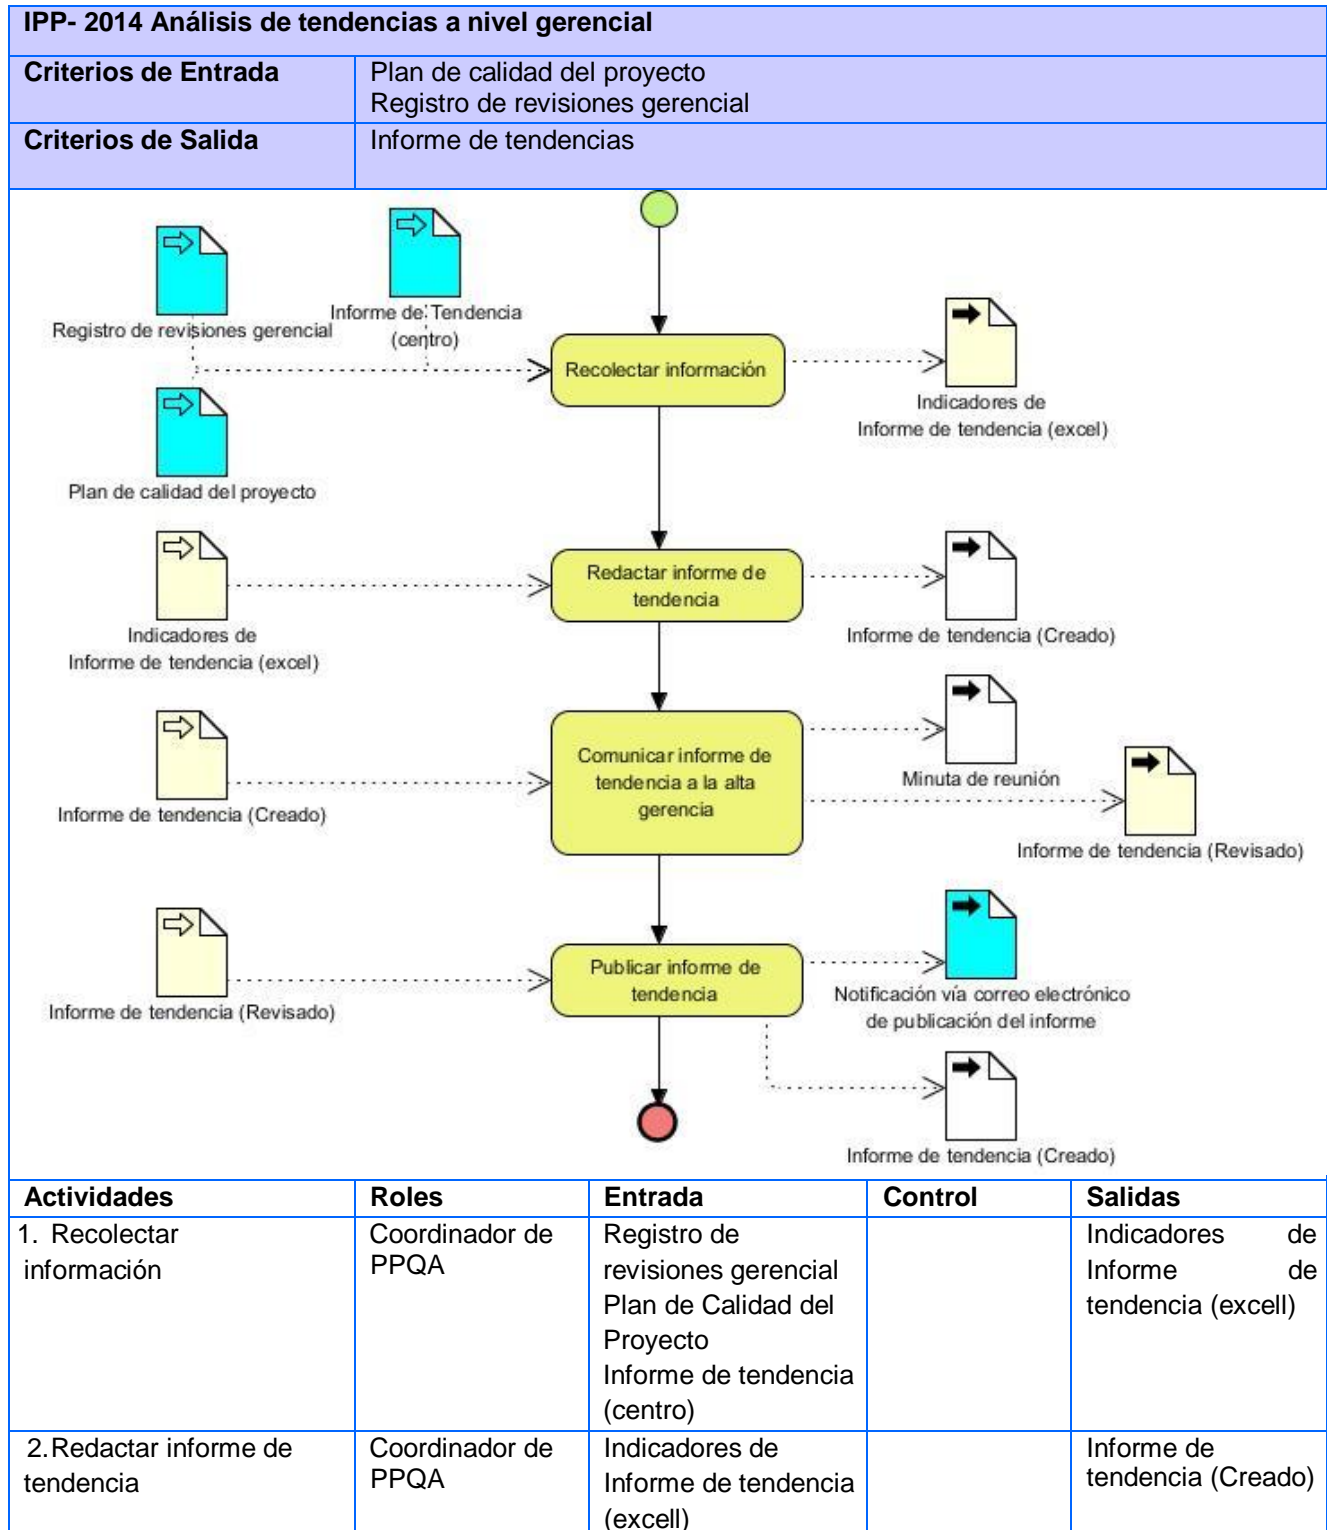 IPP- 2014 Análisis de tendencias a nivel gerencial
Criterios de Entrada
Plan de calidad del proyecto
Registro de revisiones gerencial
Criterios de Salida
Informe de tendencias
Registro de revisiones gerencial
Informe de Tendencia
(centro)
Recolectar información
Indicadores de
Informe de tendencia (excel)
Plan de calidad del proyecto
Indicadores de
Informe de tendencia (excel)
Redactar informe de
tendencia
Informe de tendencia (Creado)
Informe de tendencia (Creado)
Comunicar informe de
tendencia a la alta
gerencia
Minuta de reunión
Informe de tendencia (Revisado)
Informe de tendencia (Revisado)
Publicar informe de
tendencia
Notificación vía correo electrónico
de publicación del informe
Informe de tendencia (Creado)
Actividades
Roles
Entrada
Control
Salidas
1. Recolectar
información
Coordinador de
PPQA
Registro de
revisiones gerencial
Plan de Calidad del
Proyecto
Informe de tendencia
(centro)
Indicadores de
Informe de
tendencia (excell)
2. Redactar informe de
tendencia
Coordinador de
PPQA
Indicadores de
Informe de tendencia
(excell)
Informe de
tendencia (Creado)